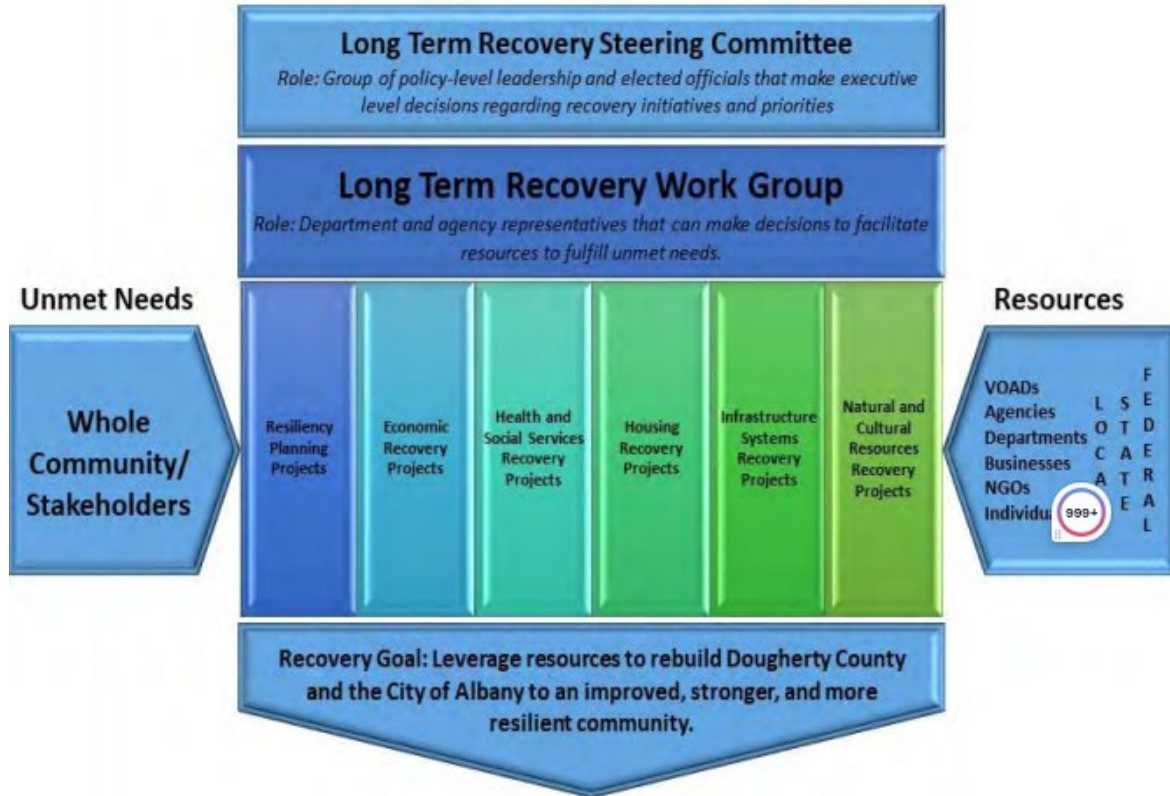 Long Term Recovery Steering Committee
Role: Group of policy-level leadership and elected officials that make executive
level decisions regarding recovery initiatives and priorities
Long Term Recovery Work Group
Role: Department and agency representatives that can make decisions to facilitate
resources to fulfill unmet needs.
Unmet Needs
Whole
Community/
Stakeholders
Resiliency
Planning
Projects
Economic
Recovery
Projects
Health and
Social Services
Recovery
Projects
Housing
Recovery
Projects
Infrastructure
Systems
Recovery
Projects
Natural and
Cultural
Resources
Recovery
Projects
Resources
VOADs
Agencies
Departments
Businesses
NGOs
LOCA
STATE
FEDERAL
999+
Recovery Goal: Leverage resources to rebuild Dougherty County
and the City of Albany to an improved, stronger, and more
resilient community.